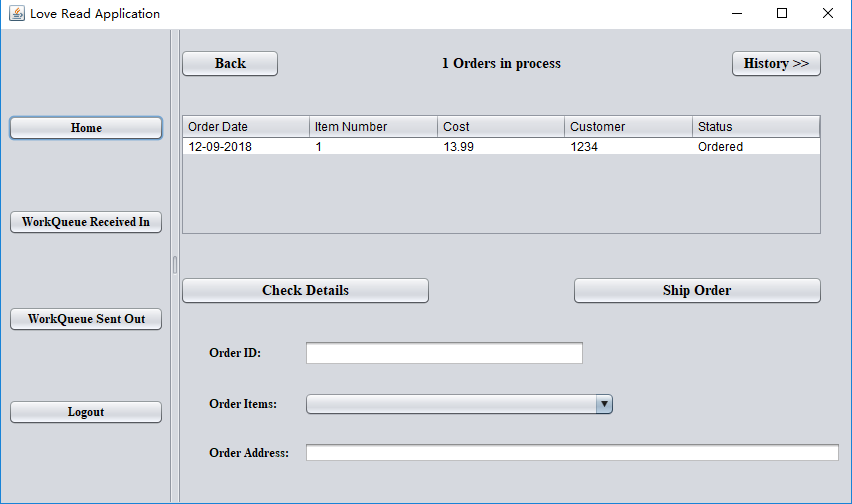 Love Read Application
Back
1 Orders in process
History >>
Home
WorkQueue Received In
WorkQueue Sent Out
Logout
Order Date Item Number Cost Customer Status
12-09-2018 1 13.99 1234 Ordered
Check Details
Ship Order
Order ID:
Order Items:
Order Address: